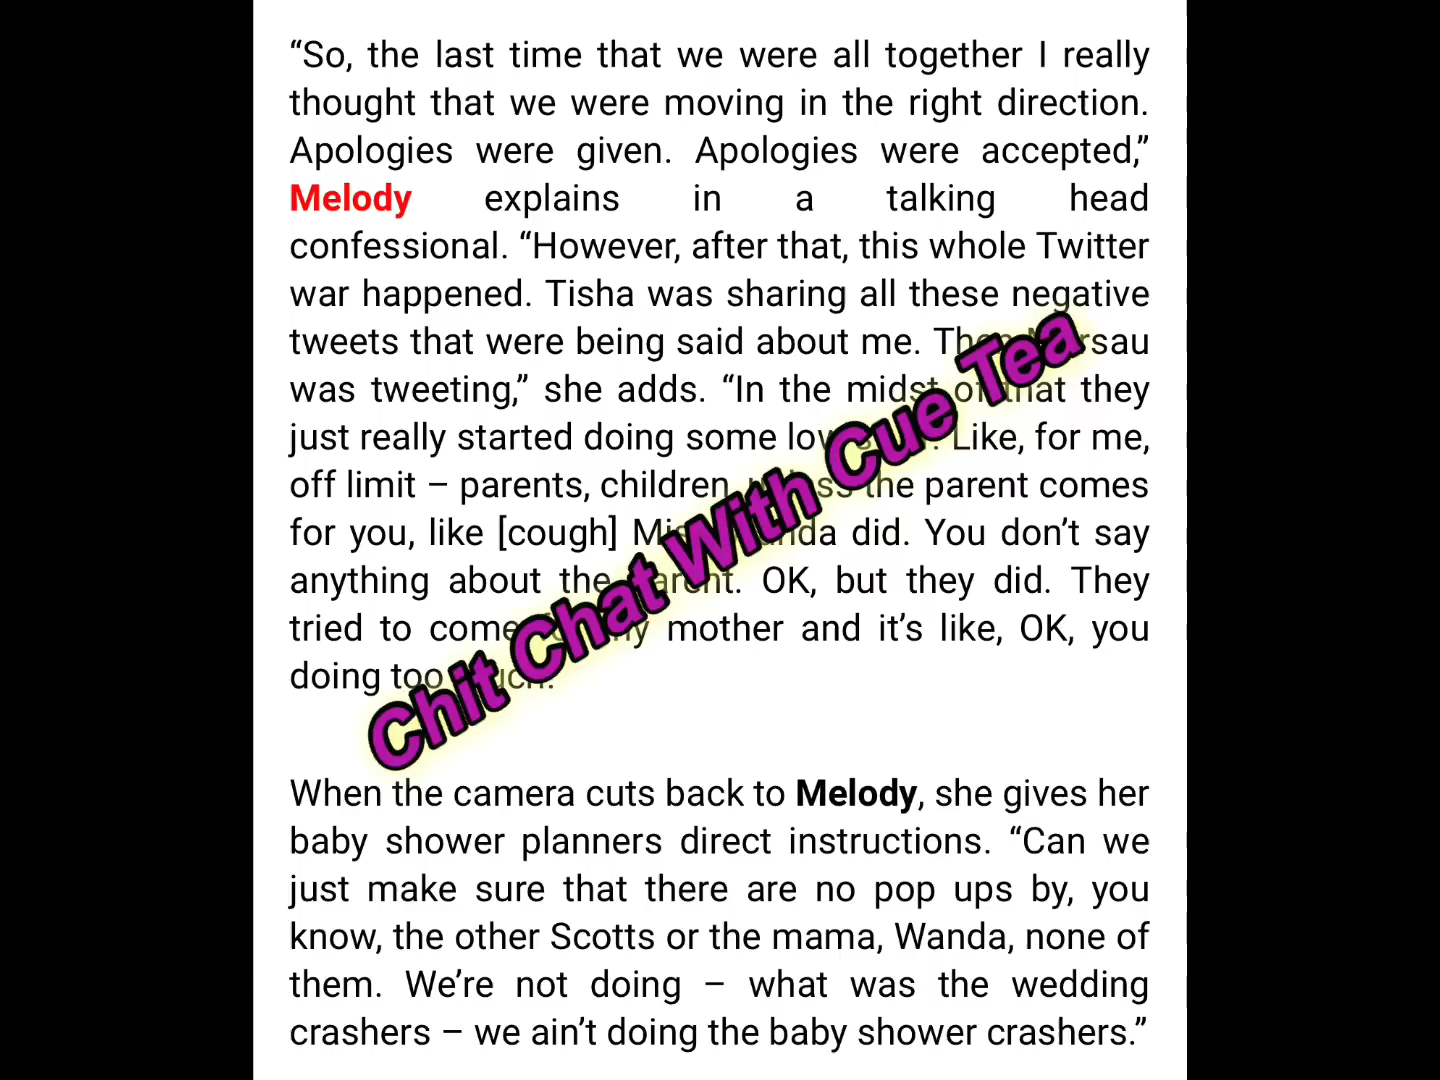 “So, the last time that we were all together I really
thought that we were moving in the right direction.
Apologies were given. Apologies were accepted,”
Melody explains in a talking head
confessional. “However, after that, this whole Twitter
war happened. Tisha was sharing all these negative
tweets that were being said about me. sau
was tweeting,” she adds. “In the midst of that they
just really started doing some Like, for me,
off limit – parents, children, the parent comes
for you, like [cough] did. You don’t say
anything about the parent. OK, but they did. They
tried to come my mother and it’s like, OK, you
doing too
Chit Chat With Cue Tea
When the camera cuts back to Melody, she gives her
baby shower planners direct instructions. “Can we
just make sure that there are no pop ups by, you
know, the other Scotts or the mama, Wanda, none of
them. We’re not doing – what was the wedding
crashers – we ain’t doing the baby shower crashers.”